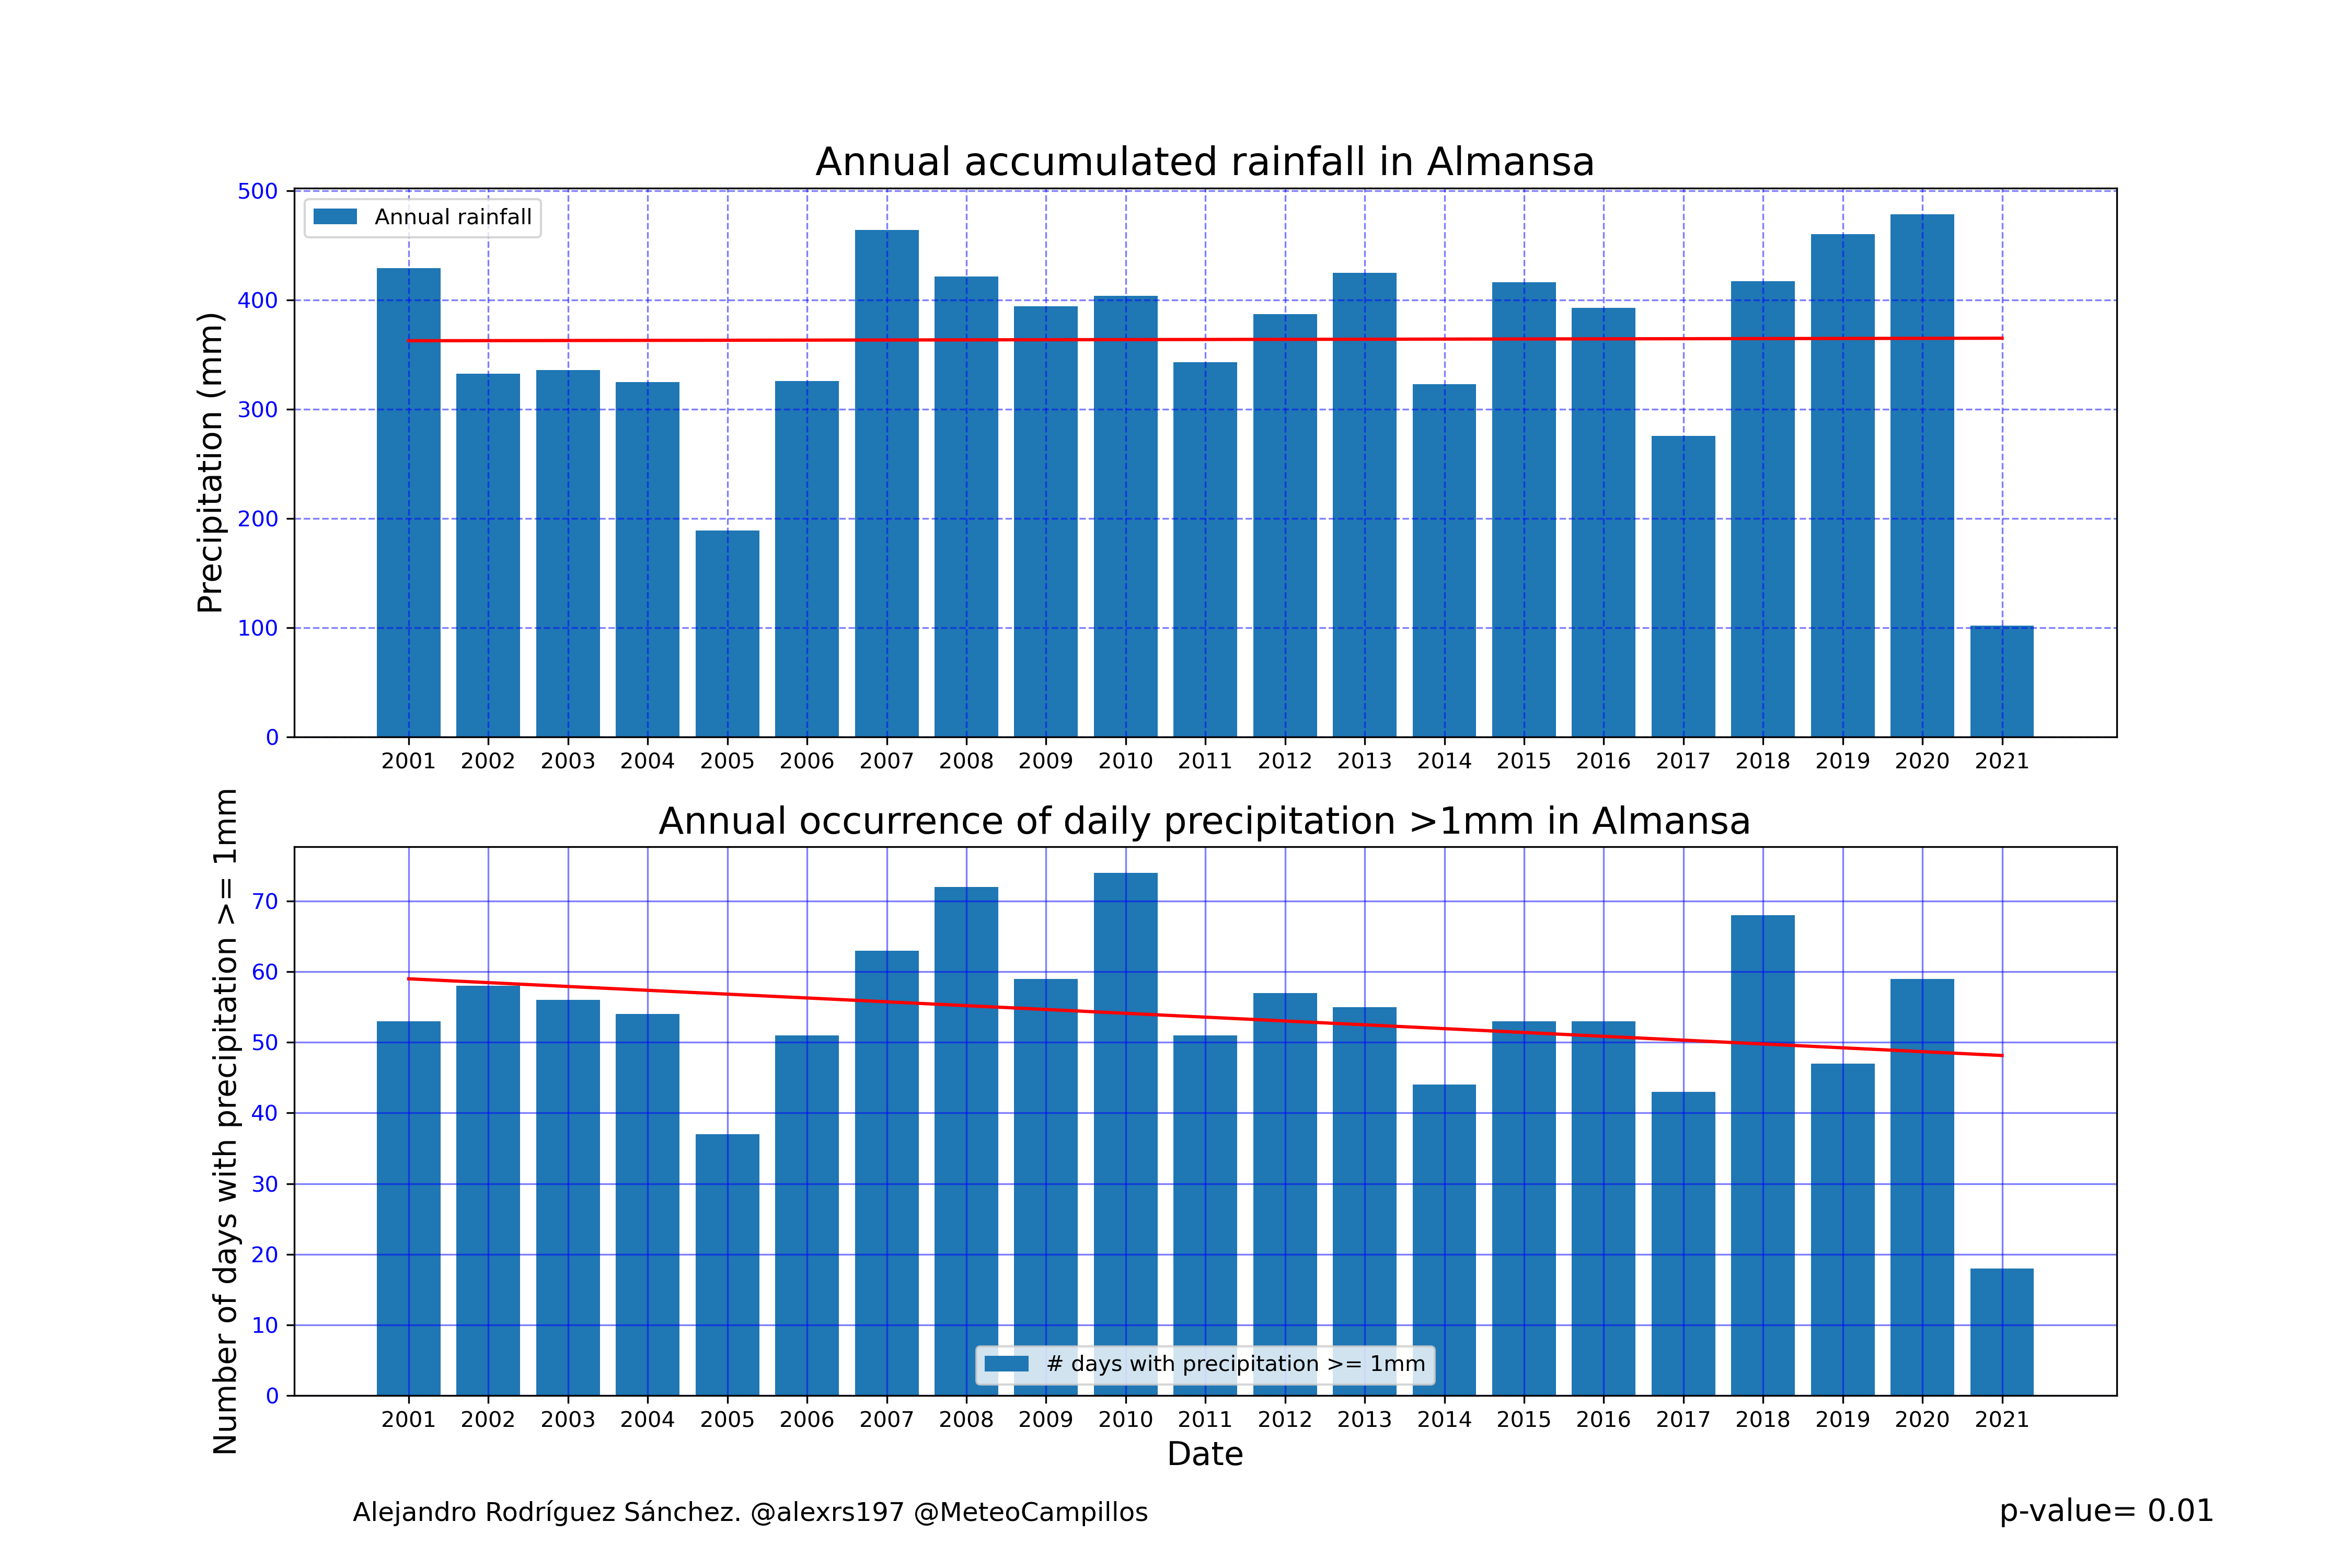 Annual accumulated rainfall in Almansa
Precipitation (mm)
500
400
300
200
100
0
Annual rainfall
2001 2002 2003 2004 2005 2006 2007 2008 2009 2010 2011 2012 2013 2014 2015 2016 2017 2018 2019 2020 2021
Annual occurrence of daily precipitation >1mm in Almansa
Number of days with precipitation >= 1mm
70
60
50
40
30
20
10
0
# days with precipitation >= 1mm
2001 2002 2003 2004 2005 2006 2007 2008 2009 2010 2011 2012 2013 2014 2015 2016 2017 2018 2019 2020 2021
Date
Alejandro Rodríguez Sánchez. @alexrs197 @MeteoCampillos
p-value= 0.01